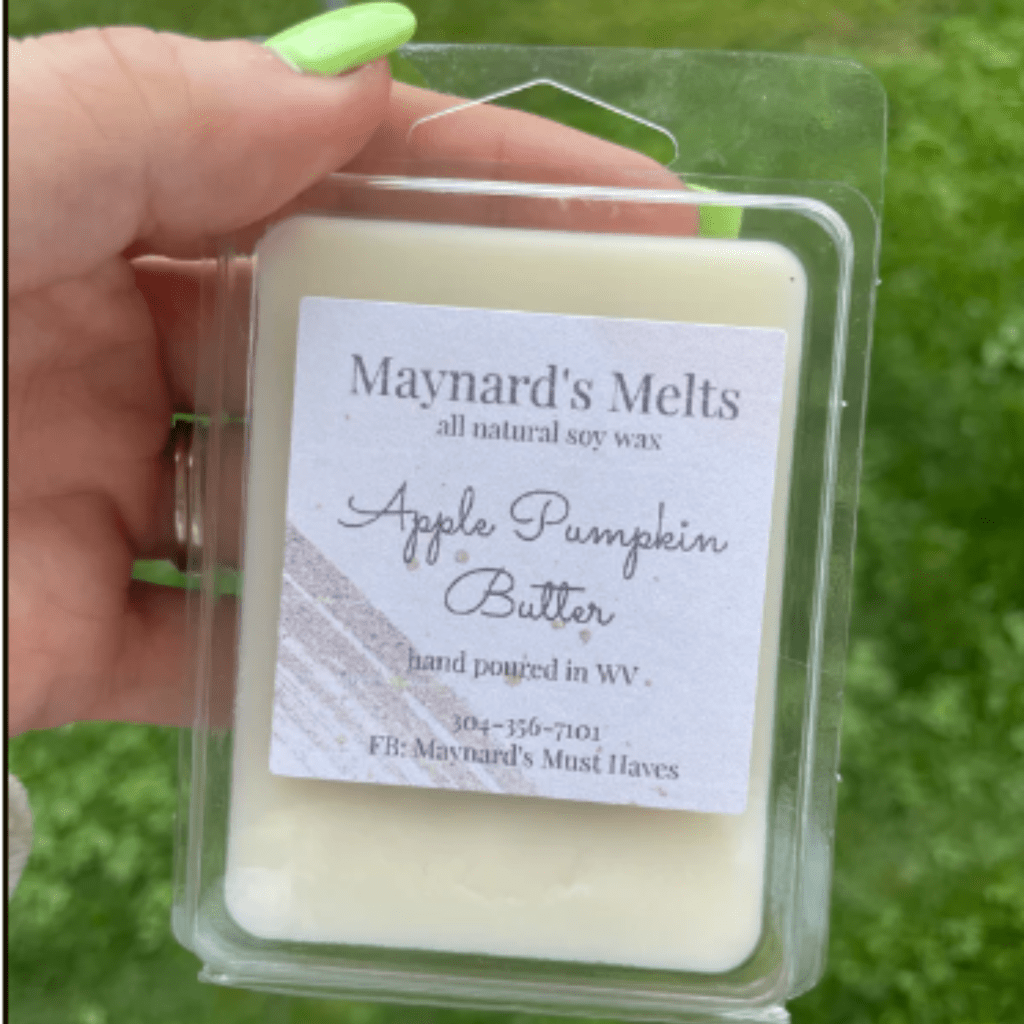 Maynard's Melts
all natural soy wax
Apple Pumpkin
Butter
hand poured in WV
304-356-7101
FB: Maynard's Must Haves